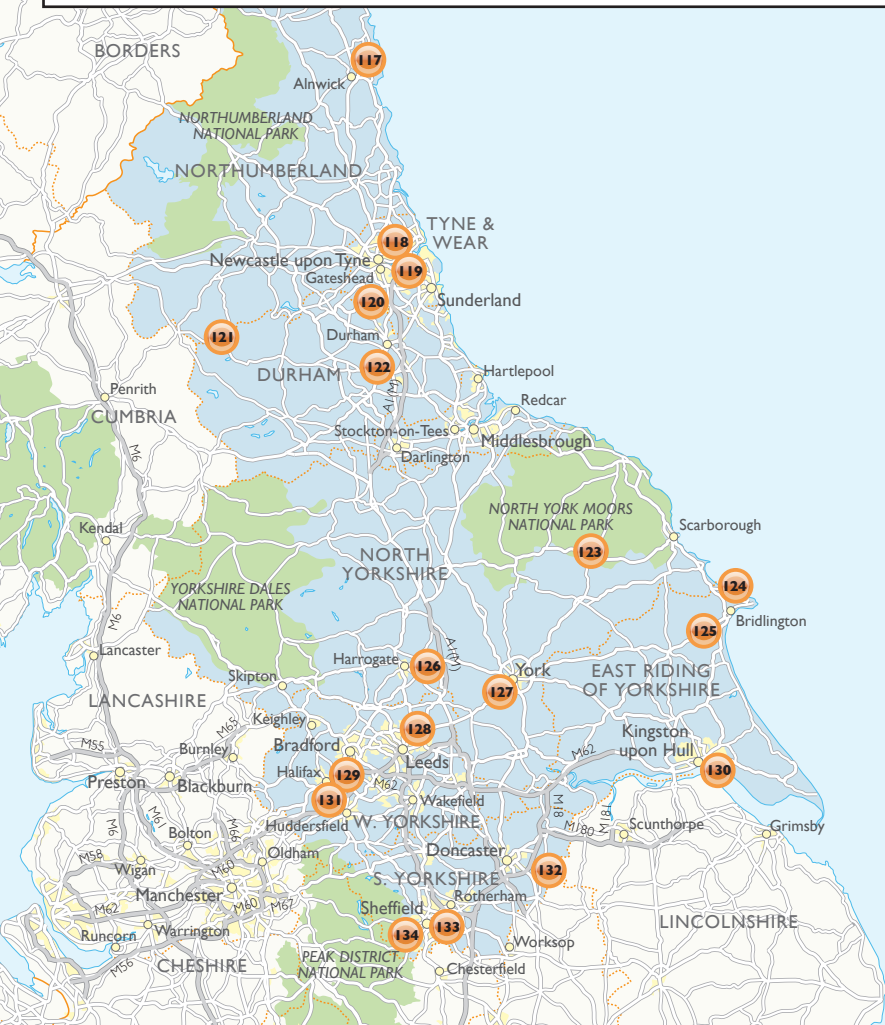 BORDERS
117
Alnwick
NORTHUMBERLAND
NATIONAL PARK
NORTHUMBERLAND
TYNE &
WEAR
118
Newcastle upon Tyne
119
Gateshead
120
Sunderland
121
Durham
122
DURHAM
A1(M)
Hartlepool
Penrith
Redcar
CUMBRIA
Stockton-on-Tees
Middlesbrough
M6
Darlington
NORTH YORK MOORS
NATIONAL PARK
Kendal
Scarborough
123
NORTH
YORKSHIRE
124
YORKSHIRE DALES
NATIONAL PARK
Bridlington
M6
125
A1(M)
Lancaster
Harrogate
126
York
Skipton
EAST RIDING
OF YORKSHIRE
127
LANCASHIRE
Keighley
128
M65
Kingston
upon Hull
M55
Burnley
Bradford
M62
Leeds
130
Halifax
129
Preston
Blackburn
M62
131
Wakefield
M18
M181
M61
M6
Huddersfield
W. YORKSHIRE
M180
Scunthorpe
Grimsby
M66
Bolton
M58
Oldham
Doncaster
Wigan
M60
132
S. YORKSHIRE
Manchester
Rotherham
M62
M60
M67
Sheffield
LINCOLNSHIRE
133
Runcorn
Warrington
134
Worksop
M56
CHESHIRE
PEAK DISTRICT
NATIONAL PARK
Chesterfield